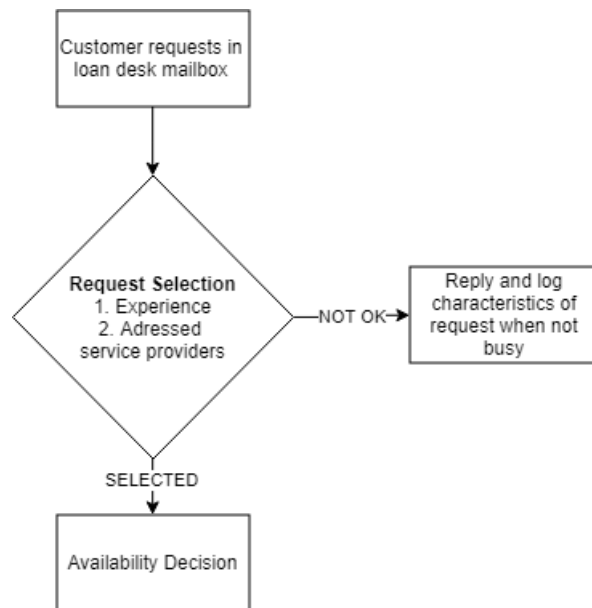 Customer requests in
loan desk mailbox
Request Selection
1. Experience
2. Adressed
service providers
NOT OK
Reply and log
characteristics of
request when not
busy
SELECTED
Availability Decision